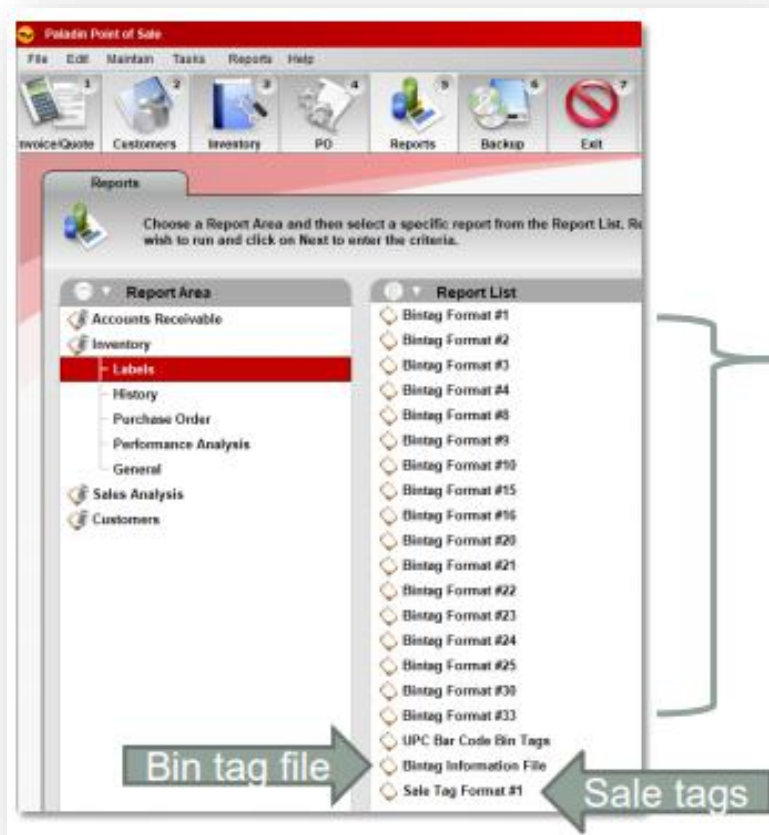 Paladin Point of Sale
File Edit Maintain Tasks Reports Help
1 2 3 4 5 6 7
nvoice/Quote Customers Inventory PO Reports Backup Exit
Reports
Choose a Report Area and then select a specific report from the Report List. Re
wish to run and click on Next to enter the criteria.
Report Area
Accounts Receivable
Inventory
Labels
History
Purchase Order
Performance Analysis
General
Sales Analysis
Customers
Report List
Bintag Format #1
Bintag Format #2
Bintag Format #3
Bintag Format #4
Bintag Format #8
Bintag Format #9
Bintag Format #10
Bintag Format #15
Bintag Format #16
Bintag Format #20
Bintag Format #21
Bintag Format #22
Bintag Format #23
Bintag Format #24
Bintag Format #25
Bintag Format #30
Bintag Format #33
UPC Bar Code Bin Tags
Bintag Information File
Sale Tag Format #1
Bin tag file
Sale tags